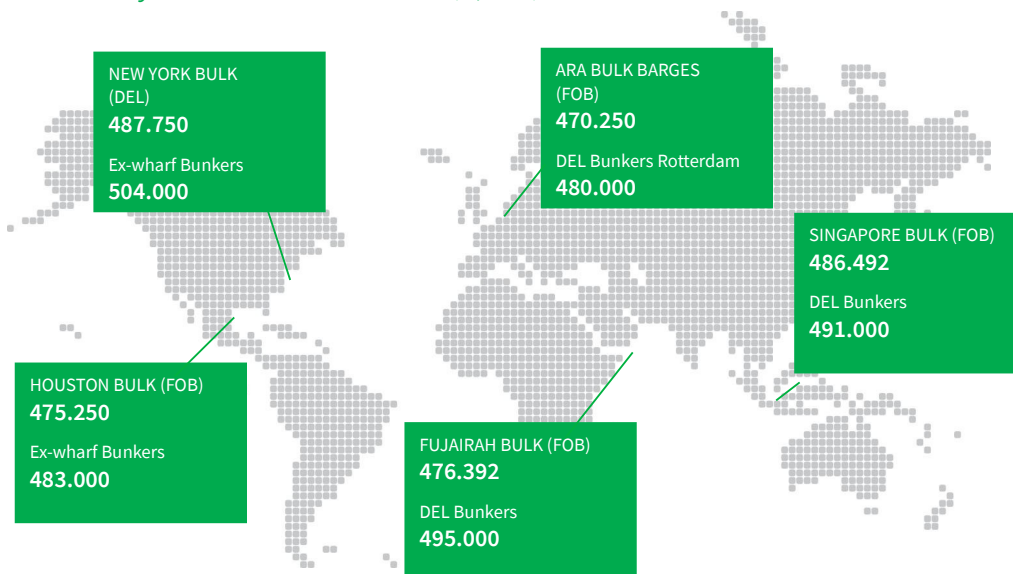 NEW YORK BULK
(DEL)
487.750
Ex-wharf Bunkers
504.000
ARA BULK BARGES
(FOB)
470.250
DEL Bunkers Rotterdam
480.000
SINGAPORE BULK (FOB)
486.492
DEL Bunkers
491.000
HOUSTON BULK (FOB)
475.250
Ex-wharf Bunkers
483.000
FUJAIRAH BULK (FOB)
476.392
DEL Bunkers
495.000